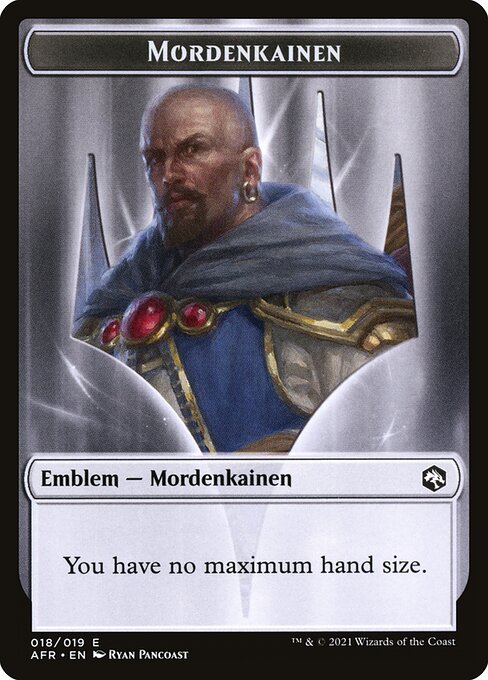 Mordenkainen
Emblem — Mordenkainen
You have no maximum hand size.
018/019 E
AFR • EN Ryan Pancoast
™ & © 2021 Wizards of the Coast